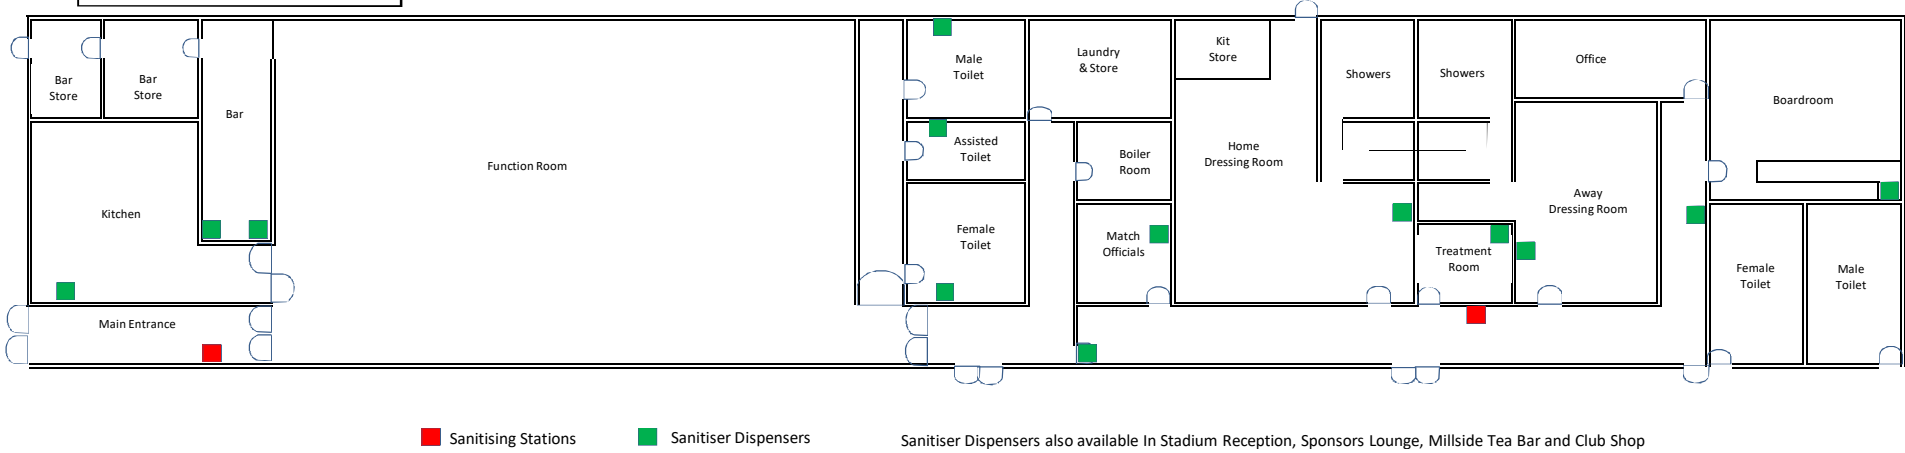 Bar
Store
Bar
Store
Bar
Kitchen
Main Entrance
Function Room
Male
Toilet
Assisted
Toilet
Female
Toilet
Laundry
& Store
Boiler
Room
Match
Officials
Kit
Store
Home
Dressing Room
Showers
Showers
Treatment
Room
Office
Away
Dressing Room
Boardroom
Female
Toilet
Male
Toilet
Sanitising Stations
Sanitiser Dispensers
Sanitiser Dispensers also available In Stadium Reception, Sponsors Lounge, Millside Tea Bar and Club Shop